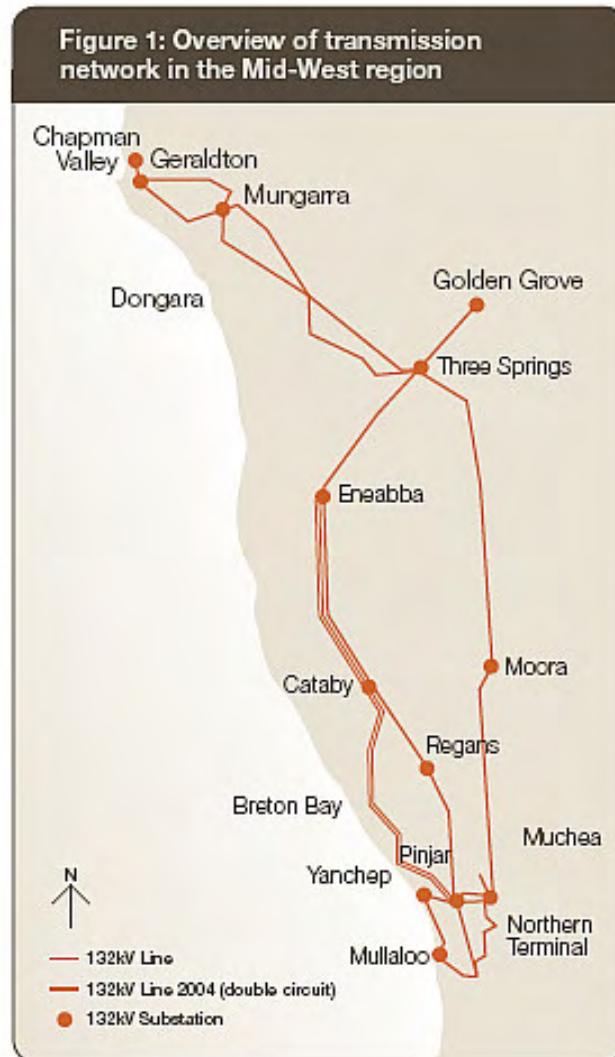 Figure 1: Overview of transmission
network in the Mid-West region
Chapman
Valley
Geraldton
Mungarra
Dongara
Golden Grove
Three Springs
Eneabba
Cataby
Moora
Regans
Breton Bay
Muchea
Pinjar
Yanchep
N
Northern
Terminal
Mullaloo
132kV Line
132kV Line 2004 (double circuit)
132kV Substation